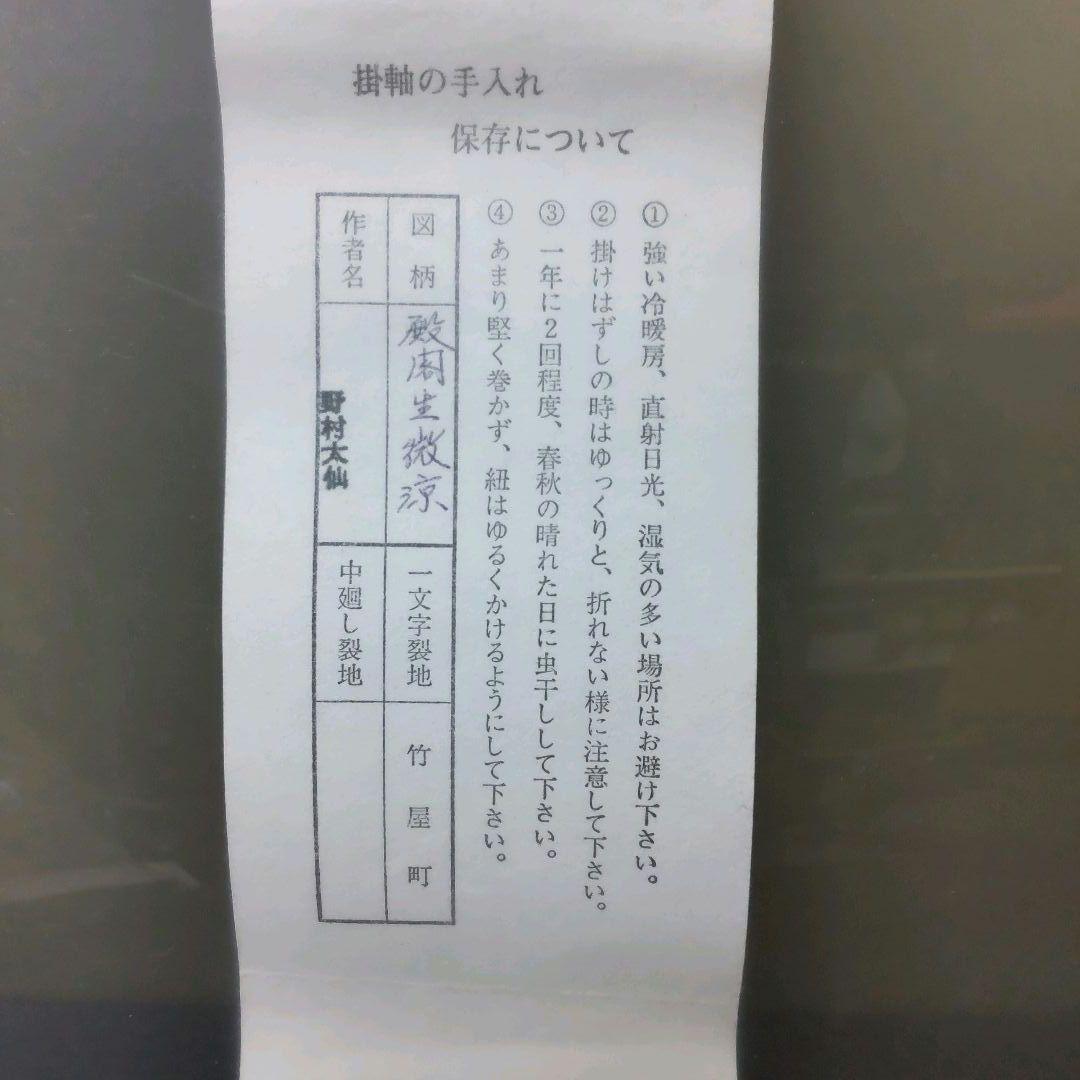 掛軸の手入れ
保存について
① 強い冷暖房、直射日光、湿気の多い場所はお避け下さい。
② 掛けはずしの時はゆっくりと、折れない様に注意して下さい。
③ 一年に2回程度、春秋の晴れた日に虫干しして下さい。
④ あまり堅く巻かず、紐はゆるくかけるようにして下さい。
図柄
殿閣生微涼
一文字裂地
竹屋町
作者名
野村太仙
中廻し裂地